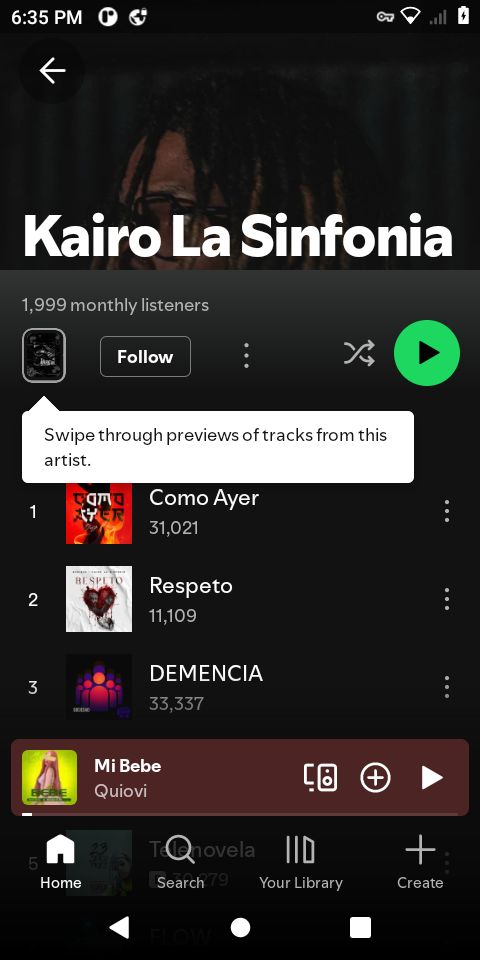 6:35 PM
Kairo La Sinfonia
1,999 monthly listeners
Follow
Swipe through previews of tracks from this
artist.
1
Como Ayer
31,021
2
RESPETO
Respeto
11,109
3
DEMENCIA
33,337
Mi Bebe
Quiovi
5
Telenovela
Home
Search
Your Library
Create
FLOW